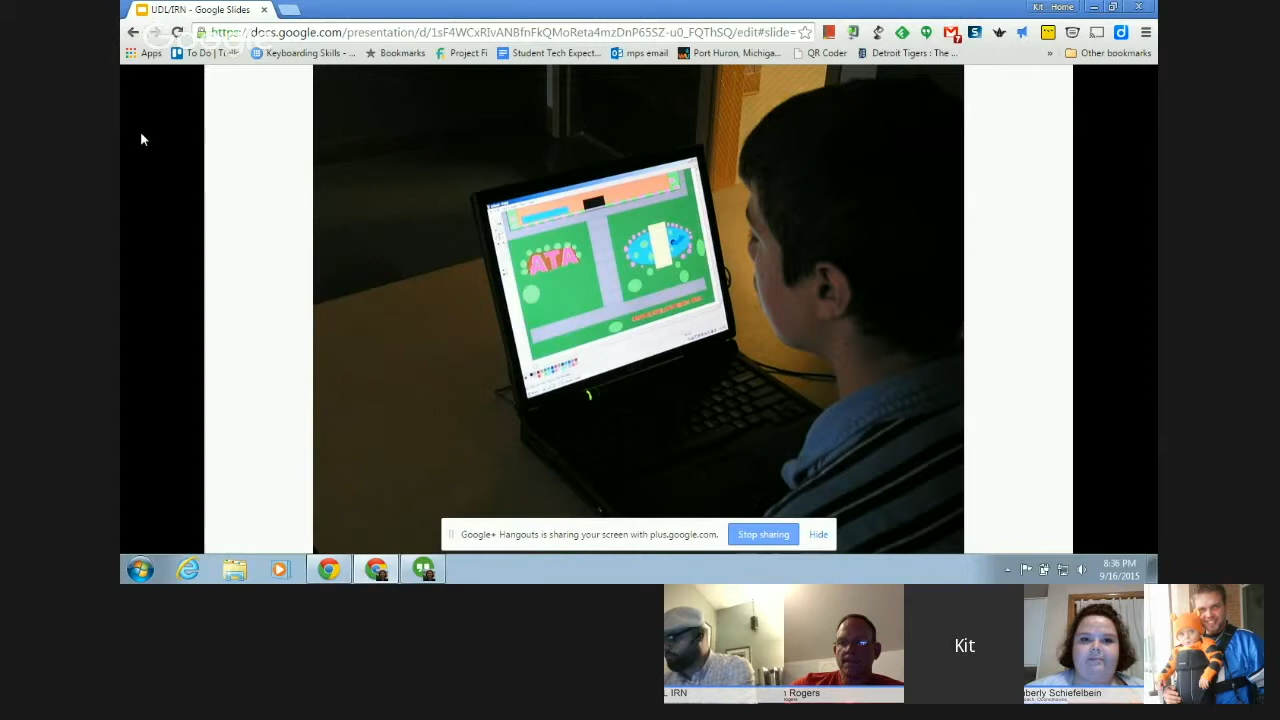 UDL/IRN - Google Slides
Kit
Home
https://docs.google.com/presentation/d/1sF4WCxRIvANBfnFkQMoReta4mzDnP65SZ-u0_FQThSQ/edit#slide=
Apps
To Do | Trello
Keyboarding Skills - ...
Bookmarks
Project Fi
Student Tech Expect...
mps email
Port Huron, Michiga...
QR Coder
Detroit Tigers : The ...
»
Other bookmarks
ATA
Google+ Hangouts is sharing your screen with plus.google.com.
Stop sharing
Hide
8:36 PM
9/16/2015
Kit
L IRN
Rogers
mberly Schiefelbein